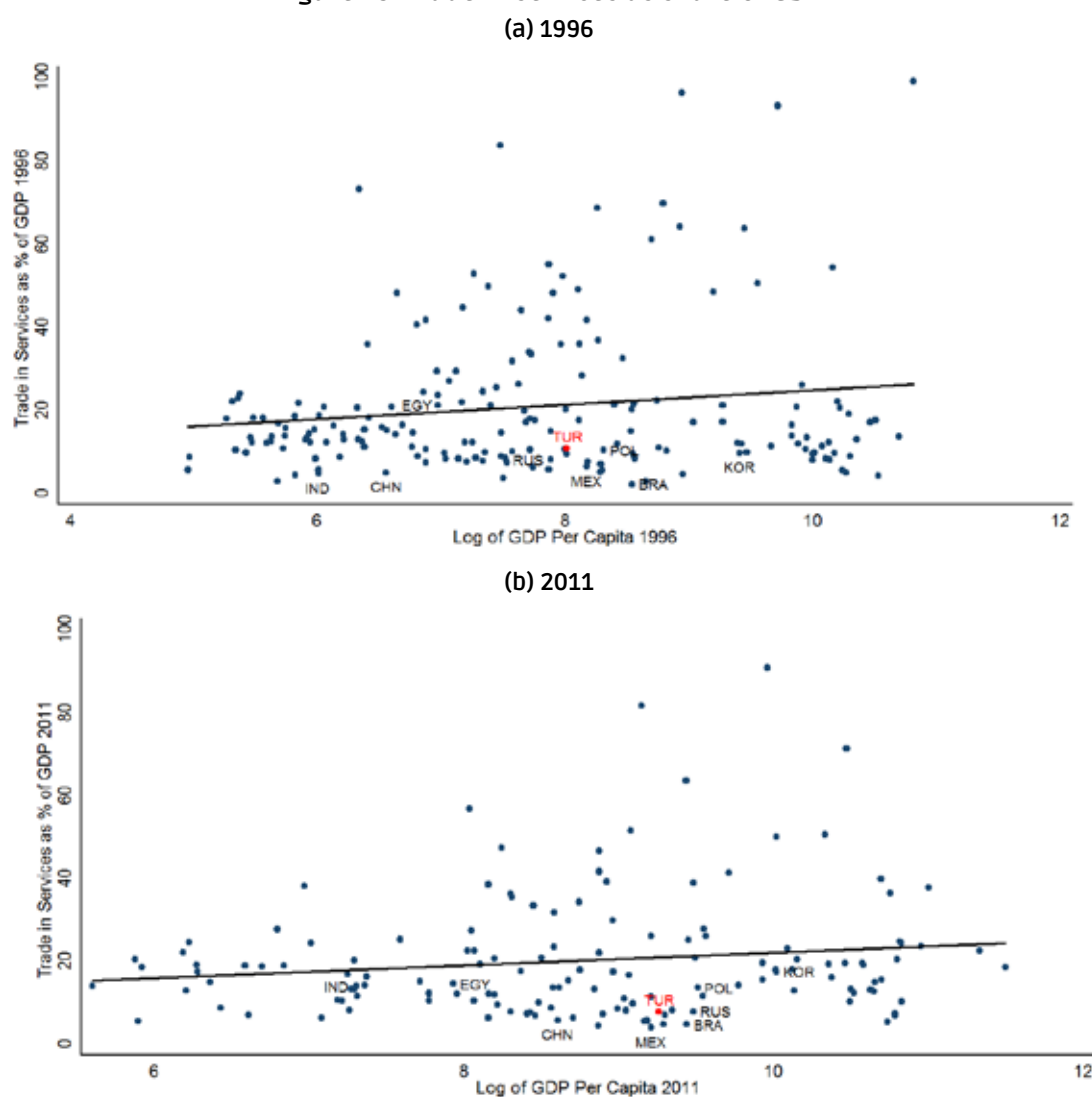 (a) 1996
Trade in Services as % of GDP 1996
100
80
60
40
20
0
EGY
TUR
RUS
POL
KOR
IND
CHN
MEX
BRA
4 6 8 10 12
Log of GDP Per Capita 1996
(b) 2011
Trade in Services as % of GDP 2011
100
80
60
40
20
0
IND
EGY
KOR
POL
TUR
RUS
BRA
CHN
MEX
6 8 10 12
Log of GDP Per Capita 2011